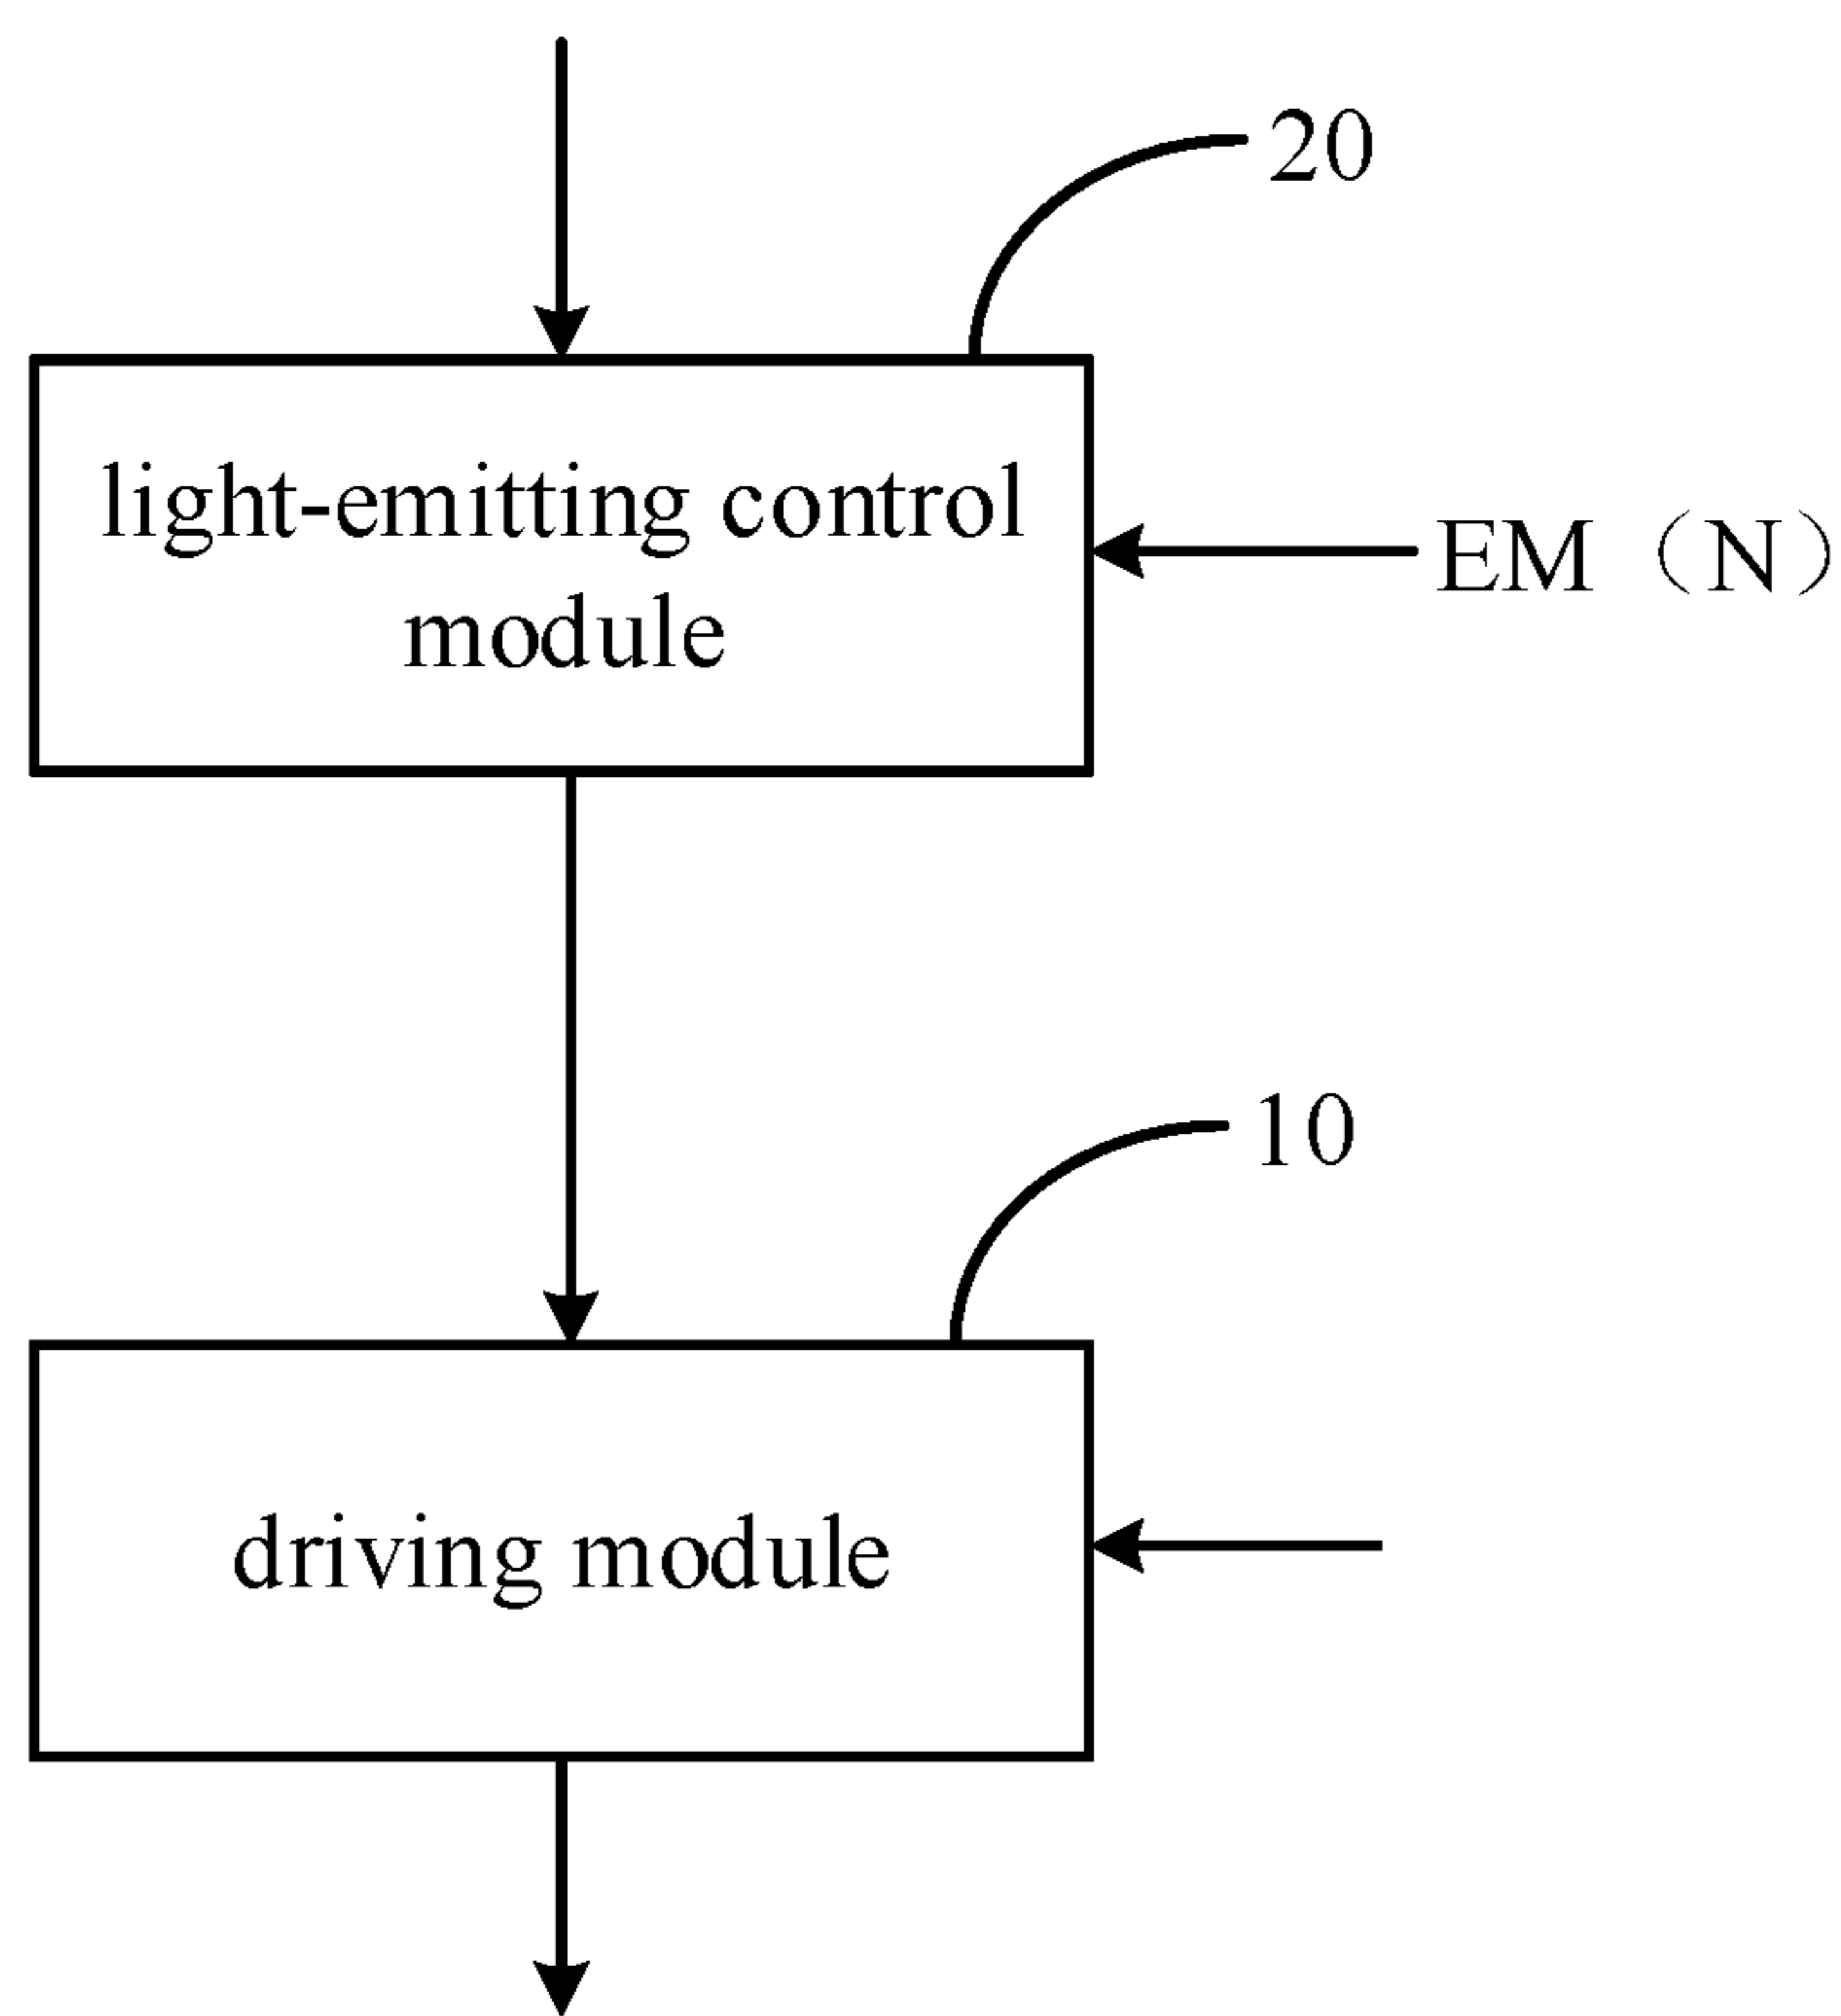 20
light-emitting control
module
EM（N）
10
driving module